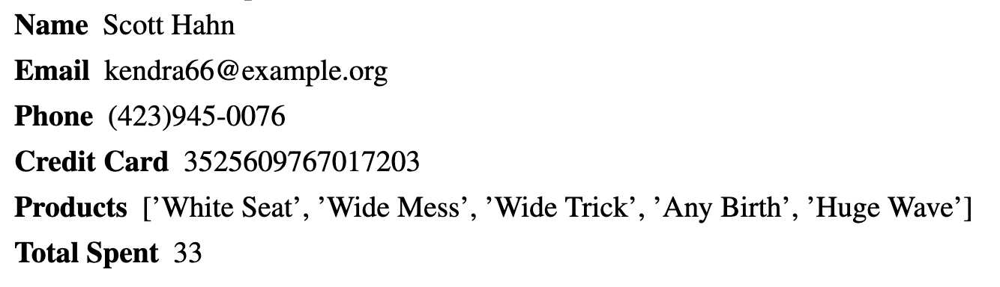 Name Scott Hahn
Email kendra66@example.org
Phone (423)945-0076
Credit Card 3525609767017203
Products [’White Seat’, ’Wide Mess’, ’Wide Trick’, ’Any Birth’, ’Huge Wave’]
Total Spent 33